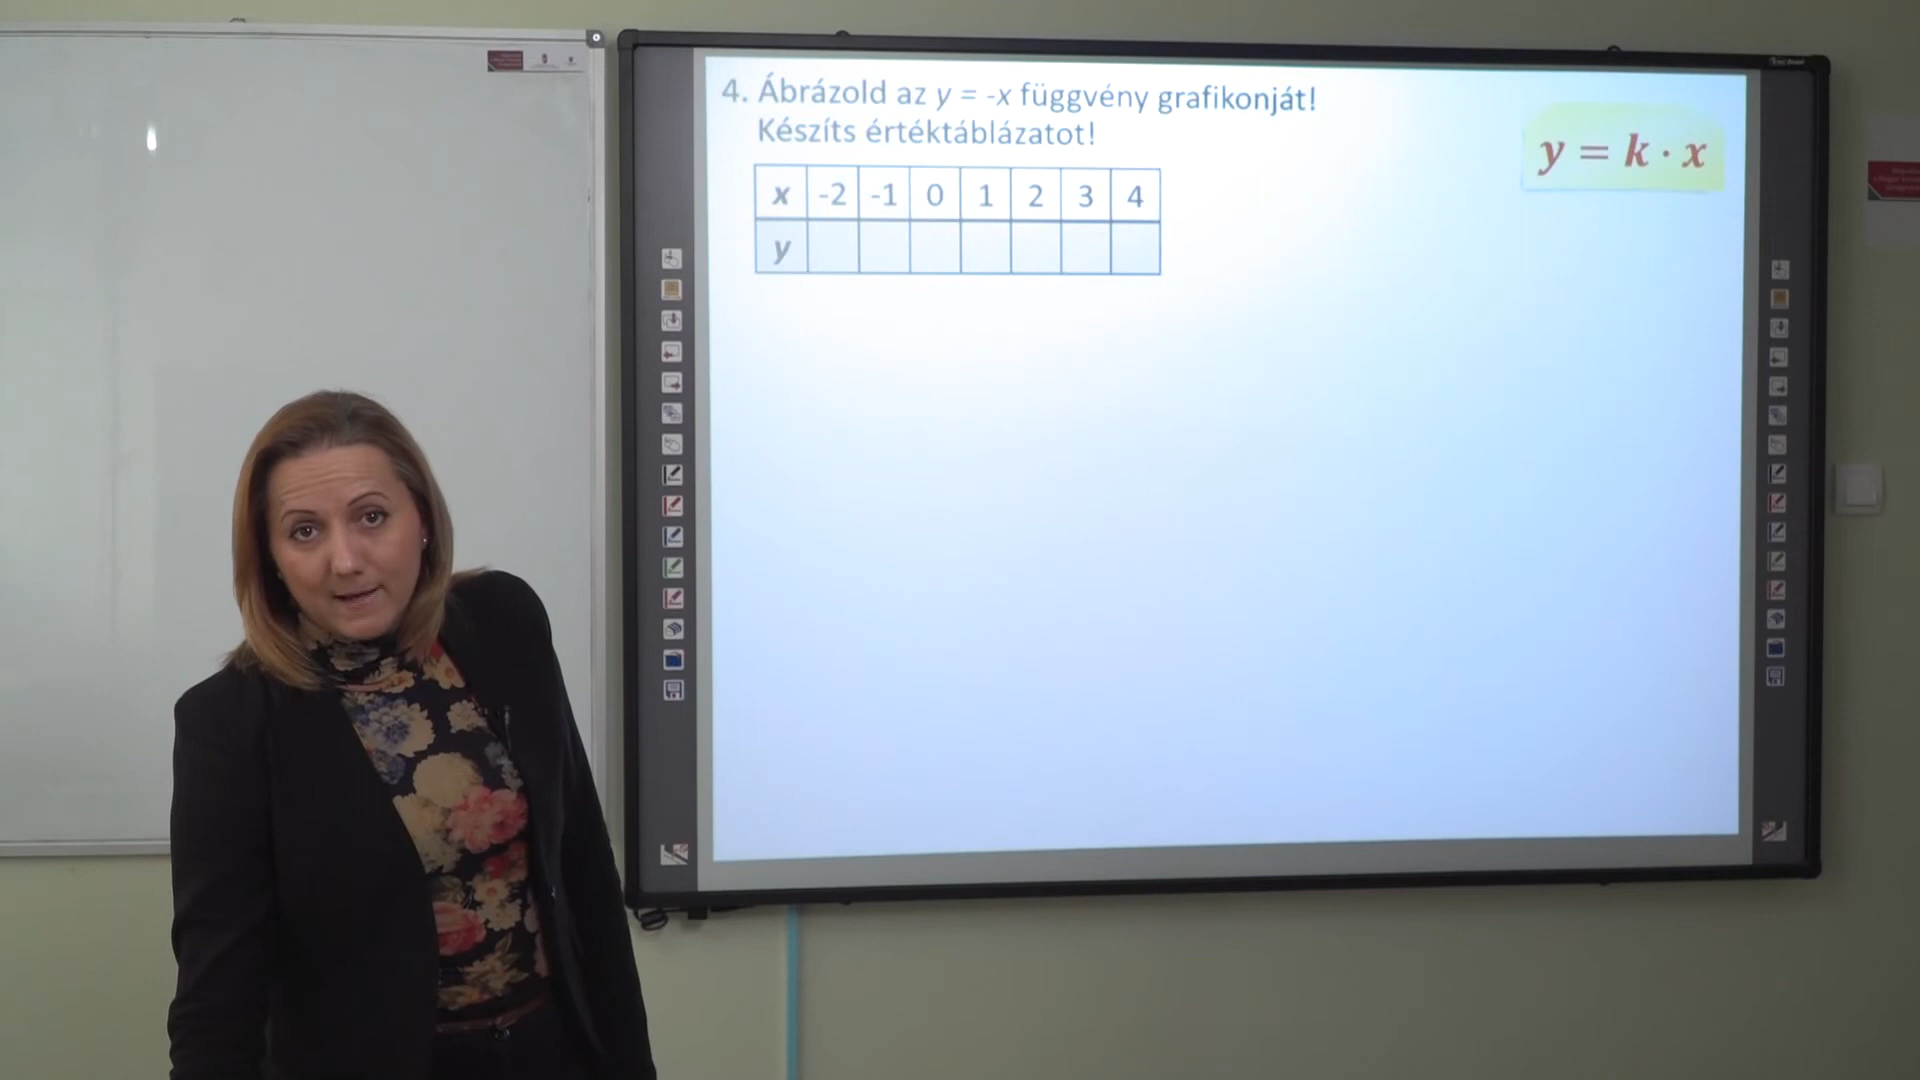 4. Ábrázold az y = -x függvény grafikonját!
Készíts értéktáblázatot!
y = k · x
x -2 -1 0 1 2 3 4
y